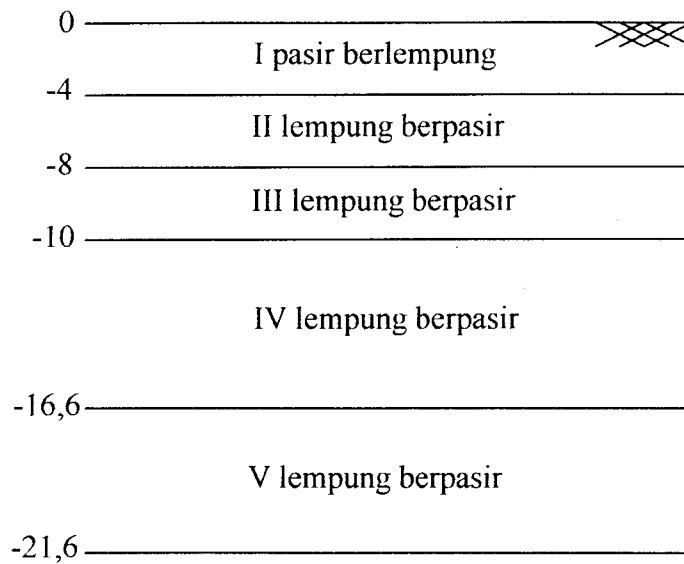 0
I pasir berlempung
-4
II lempung berpasir
-8
III lempung berpasir
-10
IV lempung berpasir
-16,6
V lempung berpasir
-21,6